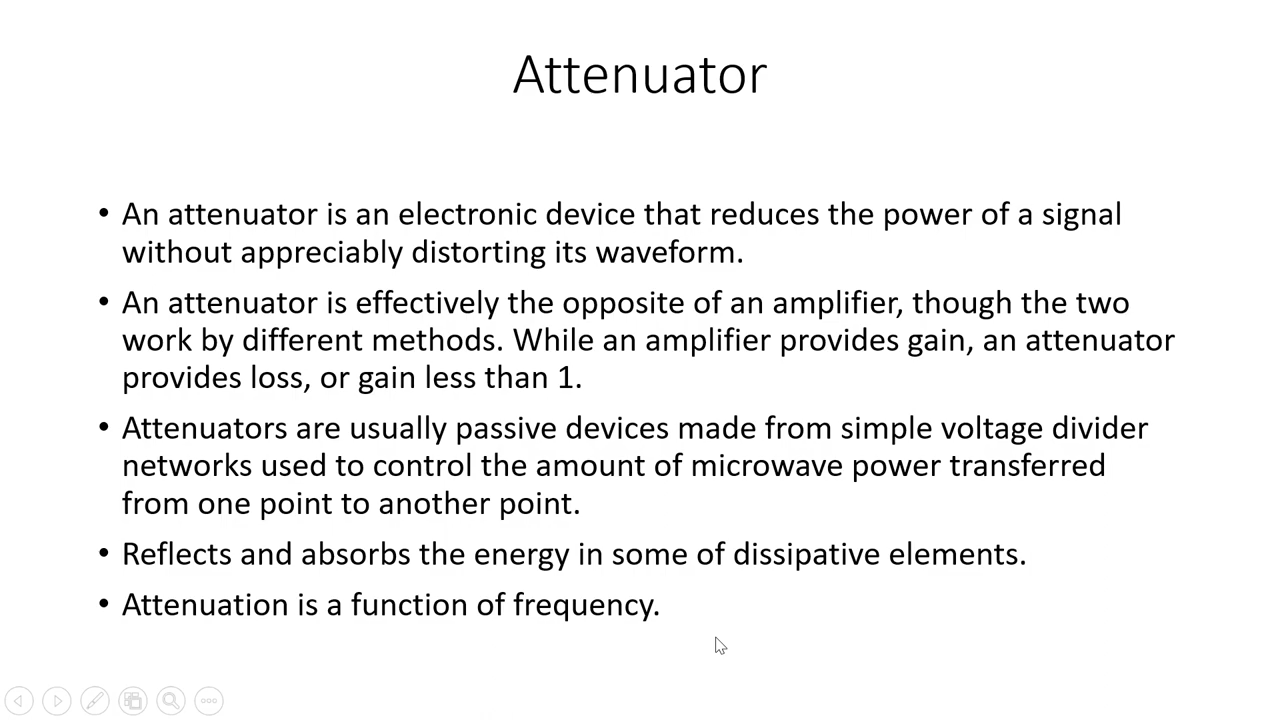 Attenuator
• An attenuator is an electronic device that reduces the power of a signal
without appreciably distorting its waveform.
• An attenuator is effectively the opposite of an amplifier, though the two
work by different methods. While an amplifier provides gain, an attenuator
provides loss, or gain less than 1.
• Attenuators are usually passive devices made from simple voltage divider
networks used to control the amount of microwave power transferred
from one point to another point.
• Reflects and absorbs the energy in some of dissipative elements.
• Attenuation is a function of frequency.